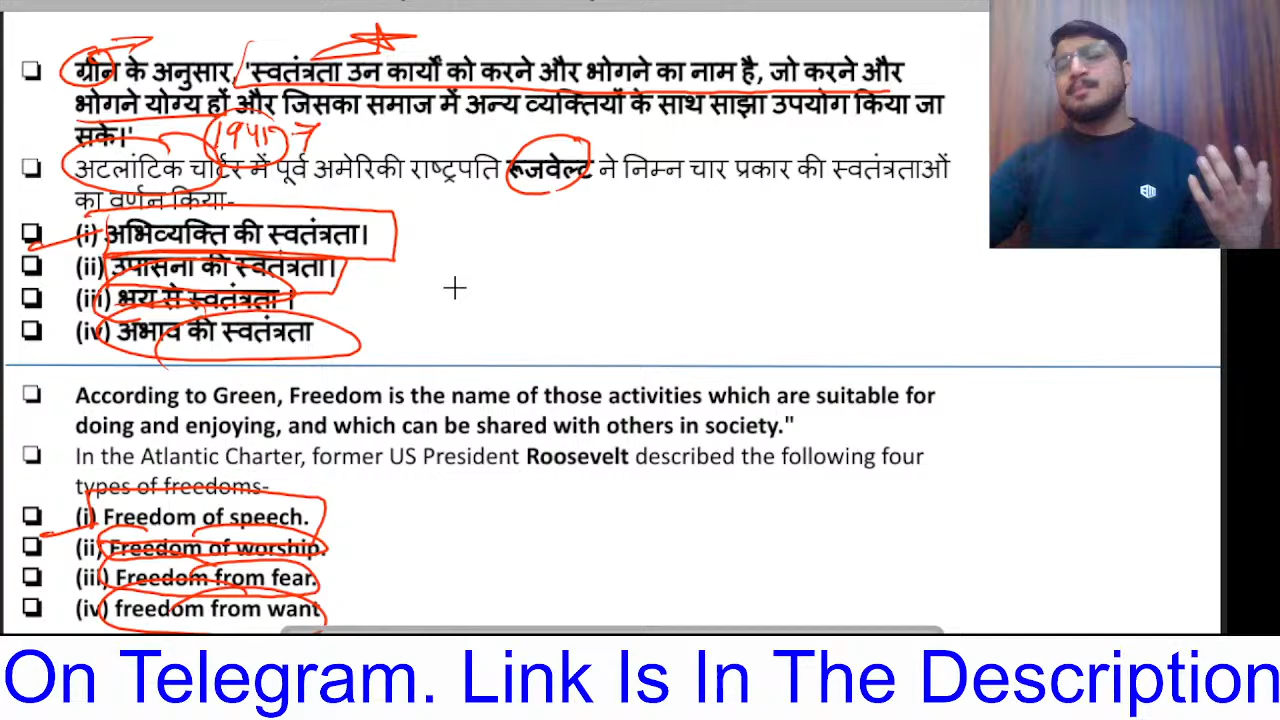 ग्रीन के अनुसार, 'स्वतंत्रता उन कार्यों को करने और भोगने का नाम है, जो करने और
भोगने योग्य हों और जिसका समाज में अन्य व्यक्तियों के साथ साझा उपयोग किया जा
सके।'
1941
अटलांटिक चार्टर में पूर्व अमेरिकी राष्ट्रपति रूजवेल्ट ने निम्न चार प्रकार की स्वतंत्रताओं
का वर्णन किया-
(i) अभिव्यक्ति की स्वतंत्रता।
(ii) उपासना की स्वतंत्रता।
(iii) भय से स्वतंत्रता ।
(iv) अभाव की स्वतंत्रता
According to Green, Freedom is the name of those activities which are suitable for
doing and enjoying, and which can be shared with others in society."
In the Atlantic Charter, former US President Roosevelt described the following four
types of freedoms-
(i) Freedom of speech.
(ii) Freedom of worship.
(iii) Freedom from fear.
(iv) freedom from want
On Telegram. Link Is In The Description